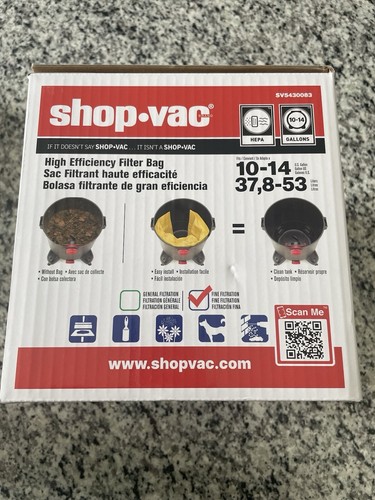 SVS430083
shop·vac®
HEPA
10-14
GALLONS
IF IT DOESN'T SAY SHOP•VAC . . . IT ISN'T A SHOP•VAC
High Efficiency Filter Bag
Sac Filtrant haute efficacité
Bolasa filtrante de gran eficiencia
10-14
37,8-53
=
• Without Bag • Avec sac de collecte
• Con bolsa colectora
• Easy Install • Installation facile
• Fácil instalación
• Clean tank • Réservoir propre
• Depósito limpio
GENERAL FILTRATION
FILTRATION GÉNÉRALE
FILTRACIÓN GENERAL
FINE FILTRATION
FINE FILTRATION
FILTRACIÓN FINA
Scan Me
www.shopvac.com